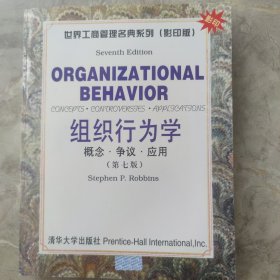 世界工商管理名典系列(影印版)
影印
Seventh Edition
ORGANIZATIONAL
BEHAVIOR
CONCEPTS · CONTROVERSIES · APPLICATIONS
组织行为学
概念·争议·应用
(第七版)
Stephen P. Robbins
清华大学出版社 Prentice-Hall International,Inc.